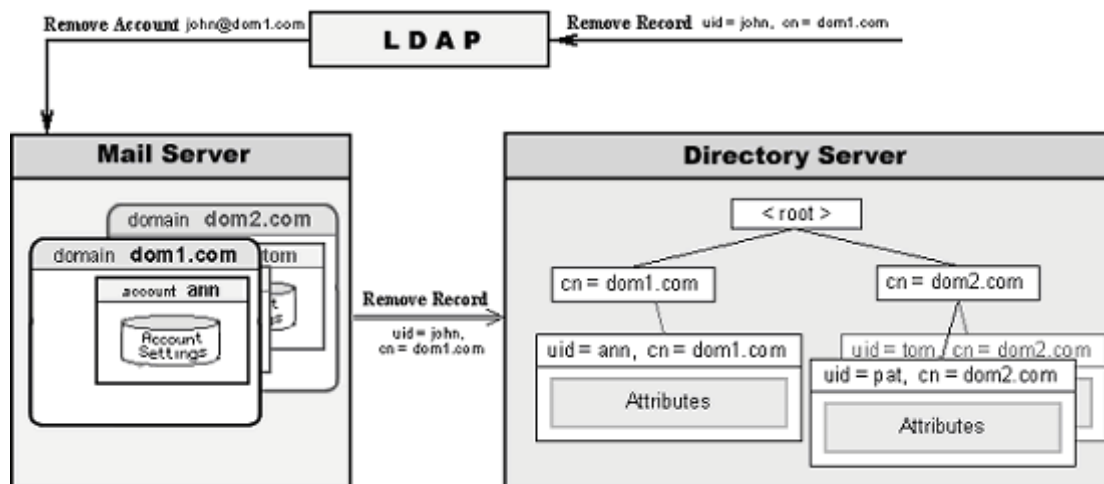 Remove Account john@dom1.com
L D A P
Remove Record uid = john, cn = dom1.com
Mail Server
domain dom2.com
tom
domain dom1.com
account ann
Account
Settings
Remove Record
uid = john,
cn = dom1.com
Directory Server
< root >
cn = dom1.com
cn = dom2.com
uid = ann, cn = dom1.com
Attributes
uid = tom, cn = dom2.com
uid = pat, cn = dom2.com
Attributes